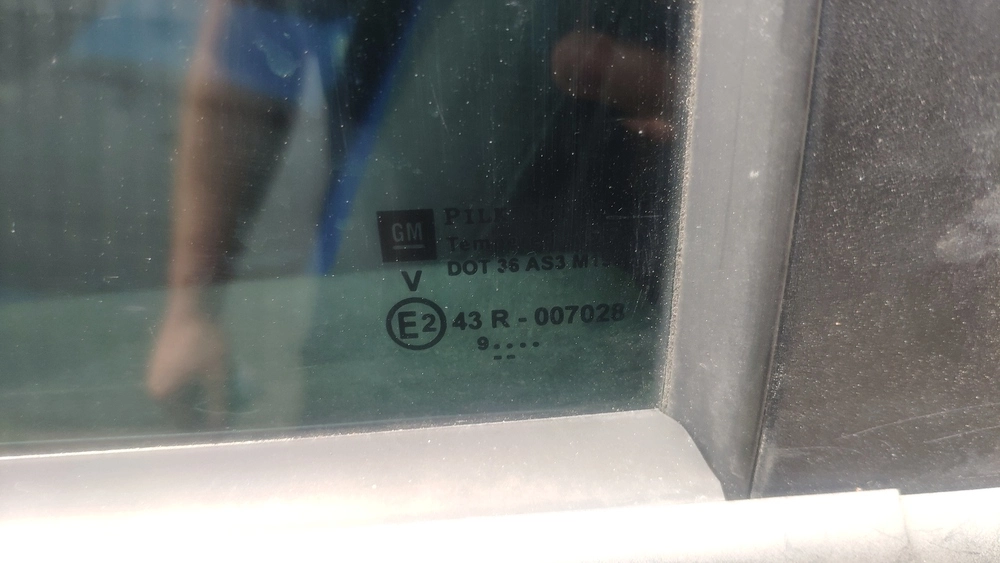 GM
DOT 36 AS3
V
E2 43 R - 007028
9....
--